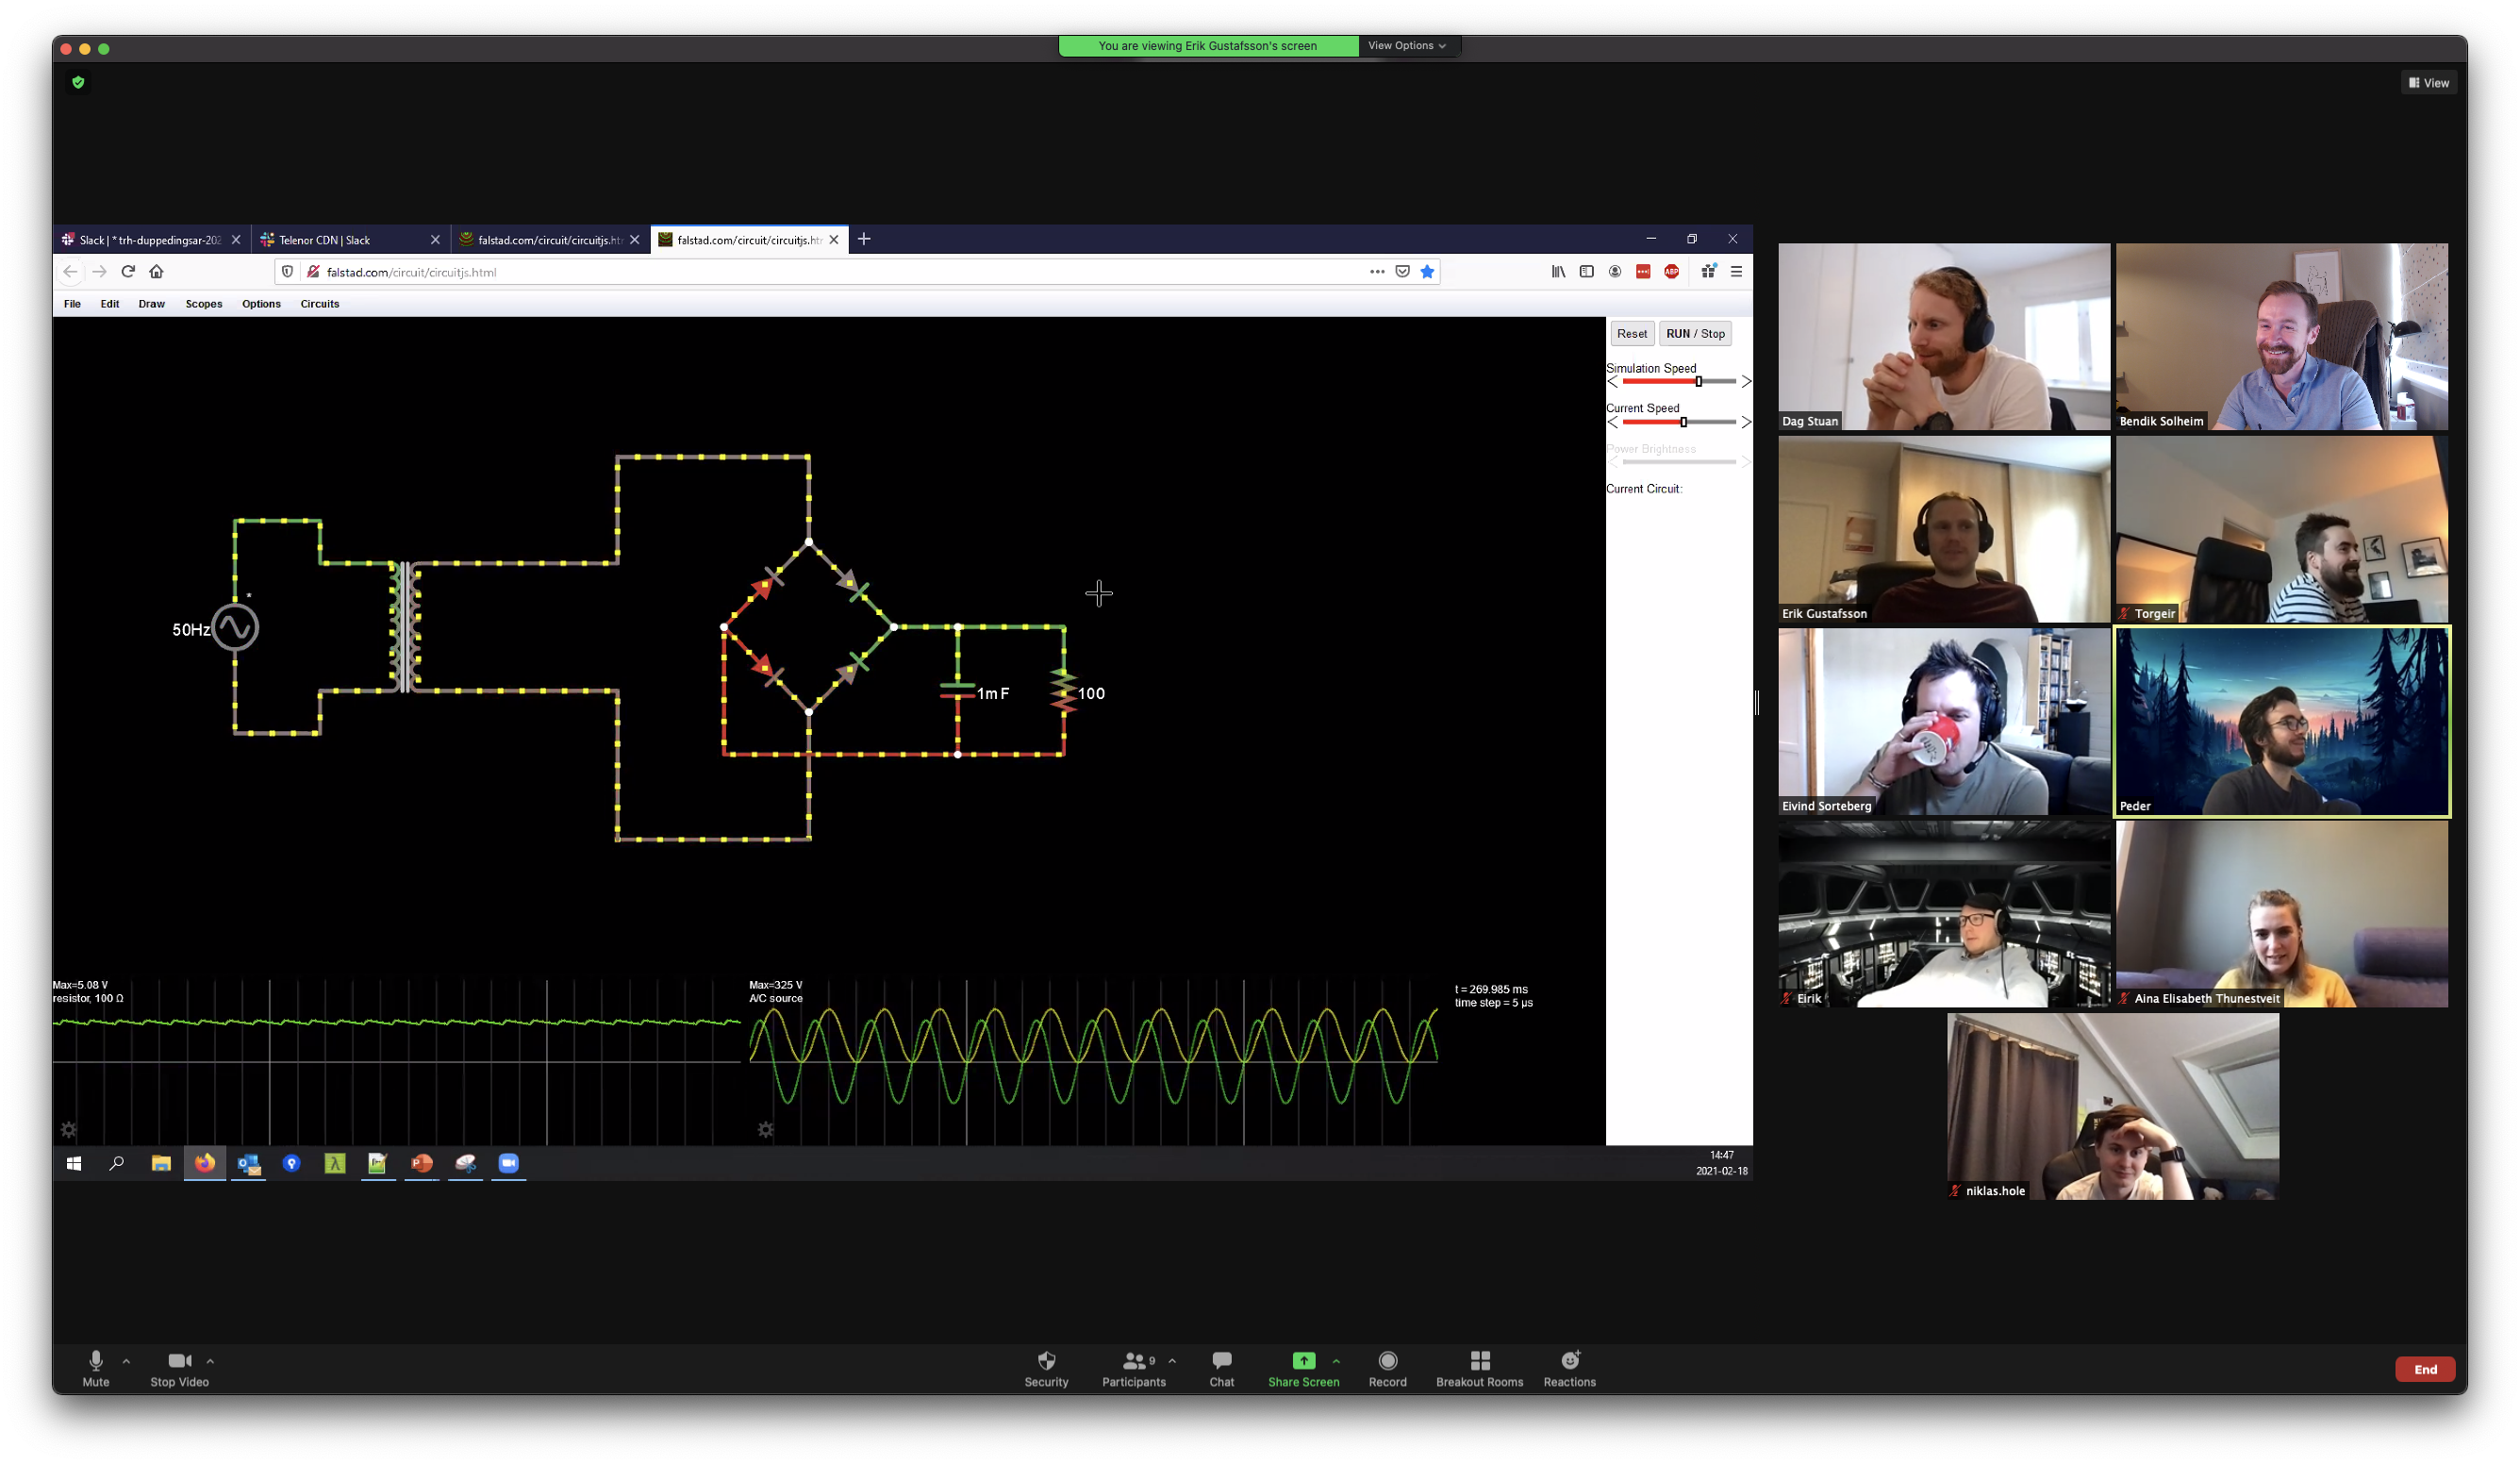 You are viewing Erik Gustafsson's screen
View Options
View
Slack | * trh-duppedingsar-202
Telenor CDN | Slack
falstad.com/circuit/circuitjs.htm
falstad.com/circuit/circuitjs.htm
falstad.com/circuit/circuitjs.html
ABP
File Edit Draw Scopes Options Circuits
Reset
RUN / Stop
Simulation Speed
Current Speed
Power Brightness
Current Circuit:
50Hz
*
1mF
100
Max=5.08 V
resistor, 100 Ω
Max=325 V
A/C source
t = 269.985 ms
time step = 5 µs
14:47
2021-02-18
Dag Stuan
Bendik Solheim
Erik Gustafsson
Torgeir
Eivind Sorteberg
Peder
Eirik
Aina Elisabeth Thunestveit
niklas.hole
Mute
Stop Video
Security
9
Participants
Chat
Share Screen
Record
Breakout Rooms
Reactions
End